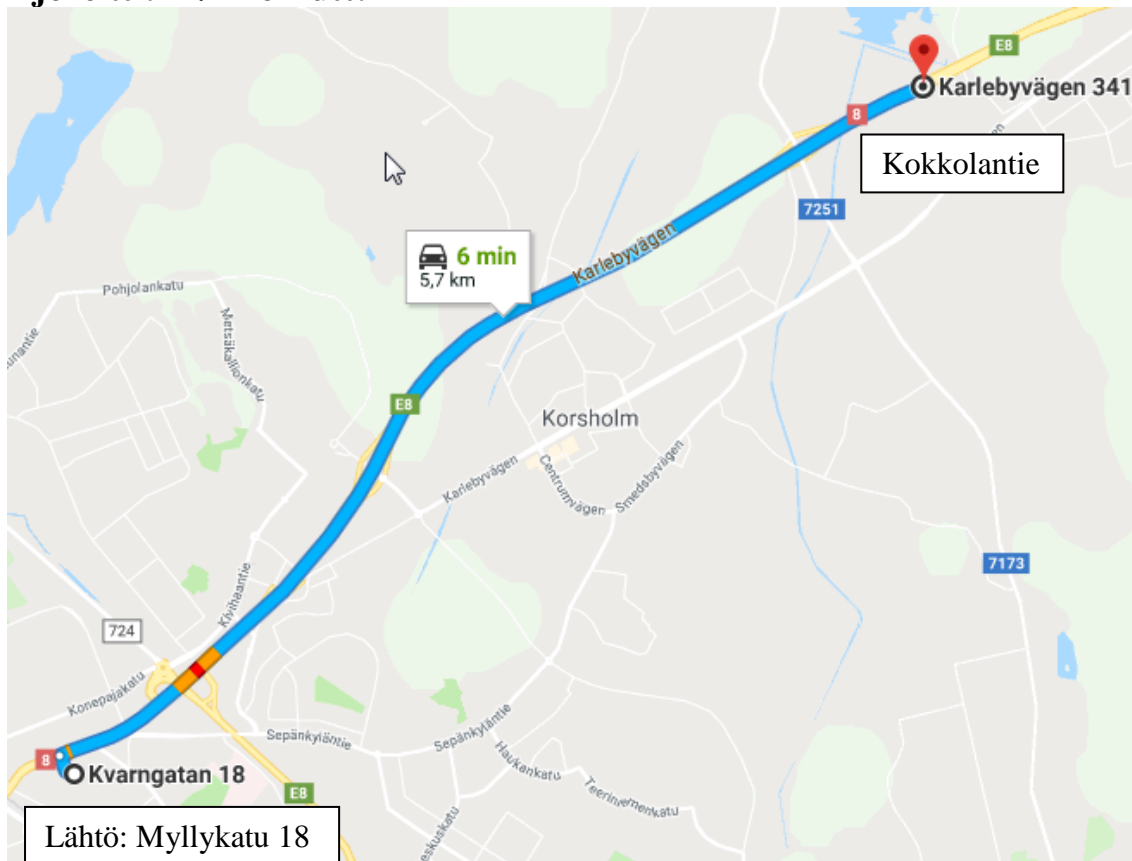 E8
Karlebyvägen 341
8
Kokkolantie
7251
6 min
5,7 km
Karlebyvägen
Pohjolankatu
Metsäkallionkatu
E8
Korsholm
Karlebyvägen
Centrumvägen
Smedsbyvägen
7173
Kivihaantie
724
Konepajakatu
Sepänkyläntie
Sepänkyläntie
8
Kvarngatan 18
Haukankatu
Teeriniemenkatu
E8
Lähtö: Myllykatu 18